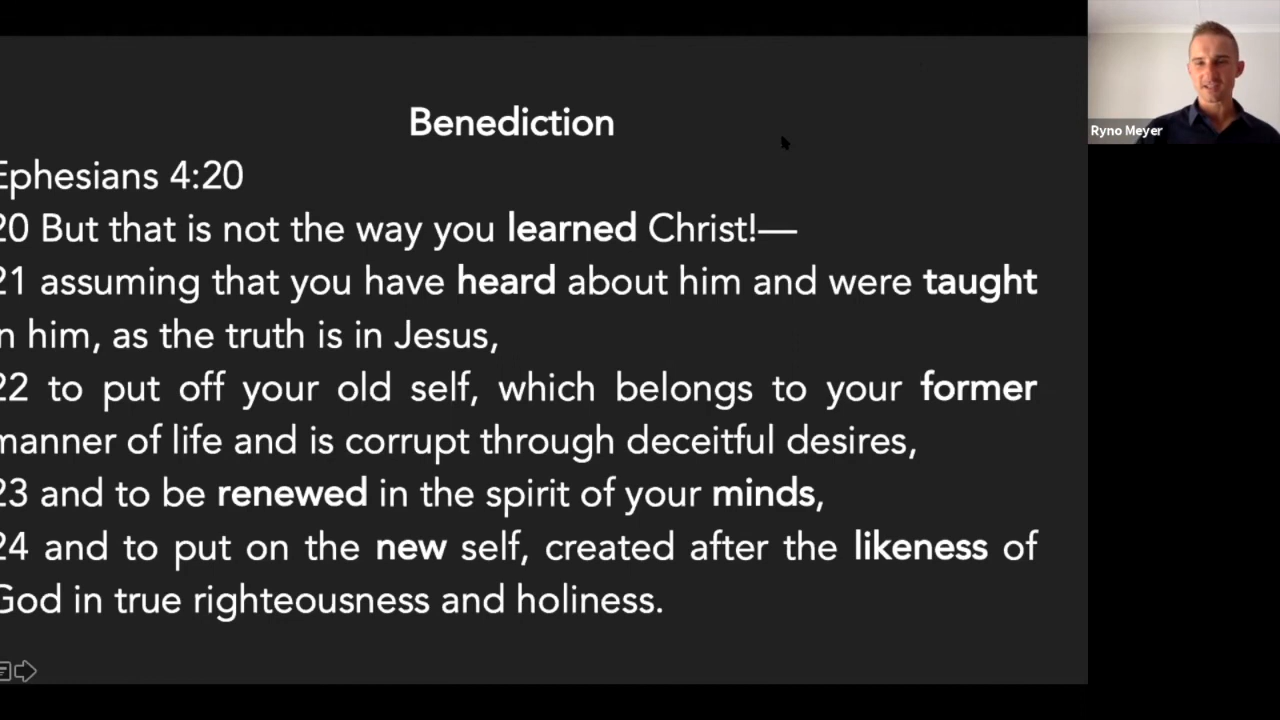 Benediction
Ephesians 4:20
20 But that is not the way you learned Christ!—
21 assuming that you have heard about him and were taught
in him, as the truth is in Jesus,
22 to put off your old self, which belongs to your former
manner of life and is corrupt through deceitful desires,
23 and to be renewed in the spirit of your minds,
24 and to put on the new self, created after the likeness of
God in true righteousness and holiness.
Ryno Meyer